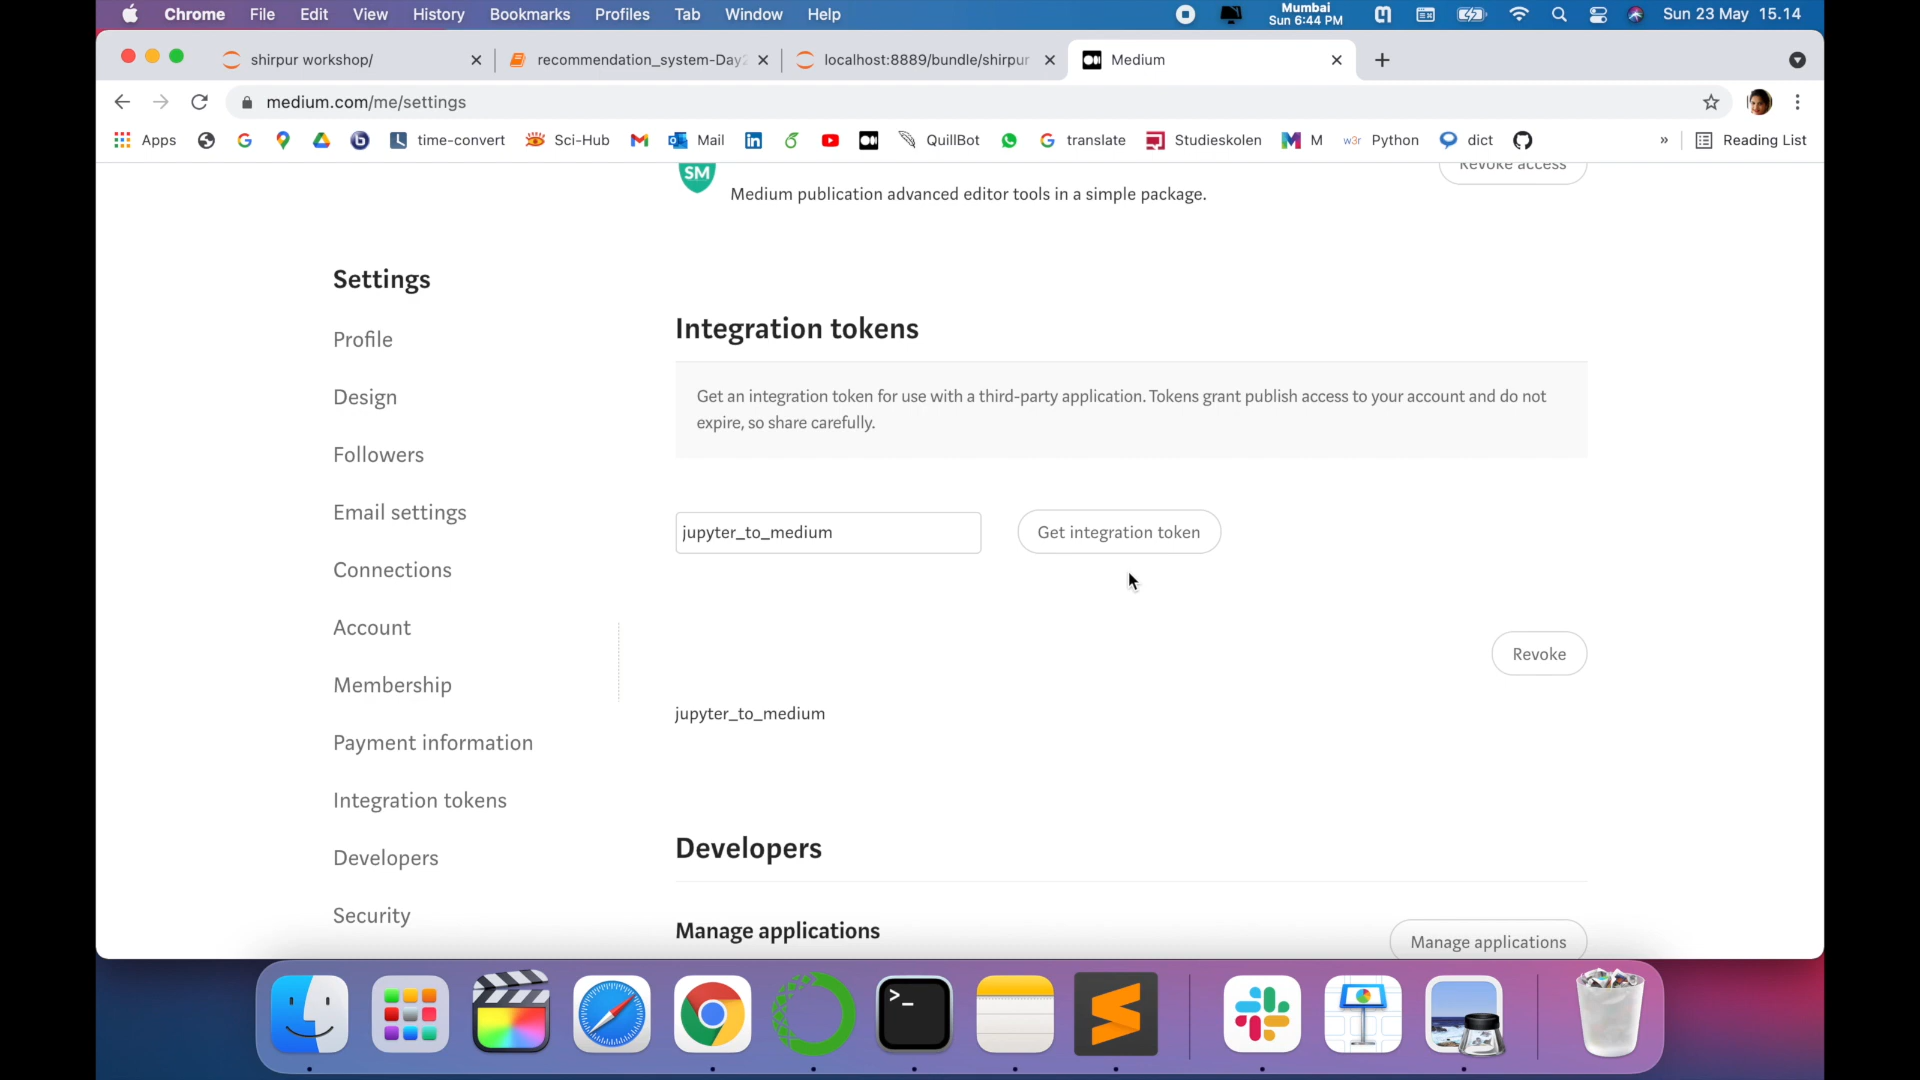 Chrome File Edit View History Bookmarks Profiles Tab Window Help
Mumbai
Sun 6:44 PM
Sun 23 May 15.14
shirpur workshop/
recommendation_system-Day2
localhost:8889/bundle/shirpur
Medium
medium.com/me/settings
Apps time-convert Sci-Hub Mail QuillBot translate Studieskolen M w3r Python dict » Reading List
SM
Revoke access
Medium publication advanced editor tools in a simple package.
Settings
Profile
Design
Followers
Email settings
Connections
Account
Membership
Payment information
Integration tokens
Developers
Security
Integration tokens
Get an integration token for use with a third-party application. Tokens grant publish access to your account and do not
expire, so share carefully.
jupyter_to_medium
Get integration token
Revoke
jupyter_to_medium
Developers
Manage applications
Manage applications